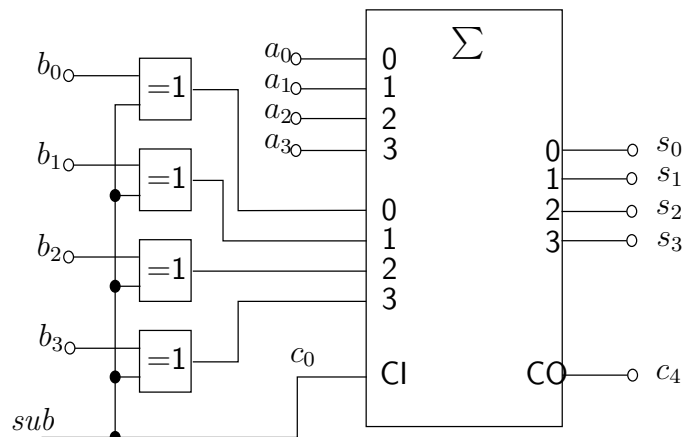 ∑
a₀ 0
b₀ =1 a₁ 1
a₂ 2
a₃ 3
b₁ =1 0 s₀
1 s₁
0 2 s₂
b₂ =1 1 3 s₃
2
3
b₃ =1 c₀ CI CO c₄
sub